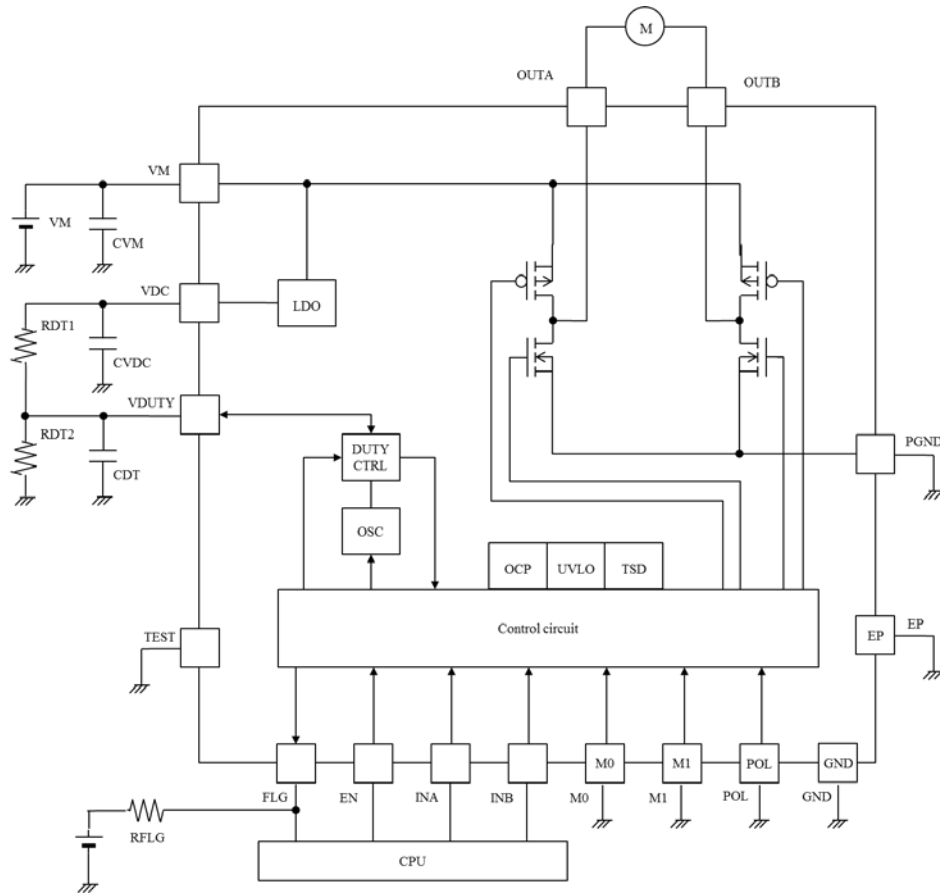 M
OUTA
OUTB
VM
VM
CVM
VDC
LDO
RDT1
CVDC
VDUTY
RDT2
CDT
DUTY
CTRL
PGND
OSC
OCP
UVLO
TSD
Control circuit
TEST
EP
EP
M0
M1
POL
GND
FLG
EN
INA
INB
M0
M1
POL
GND
RFLG
CPU